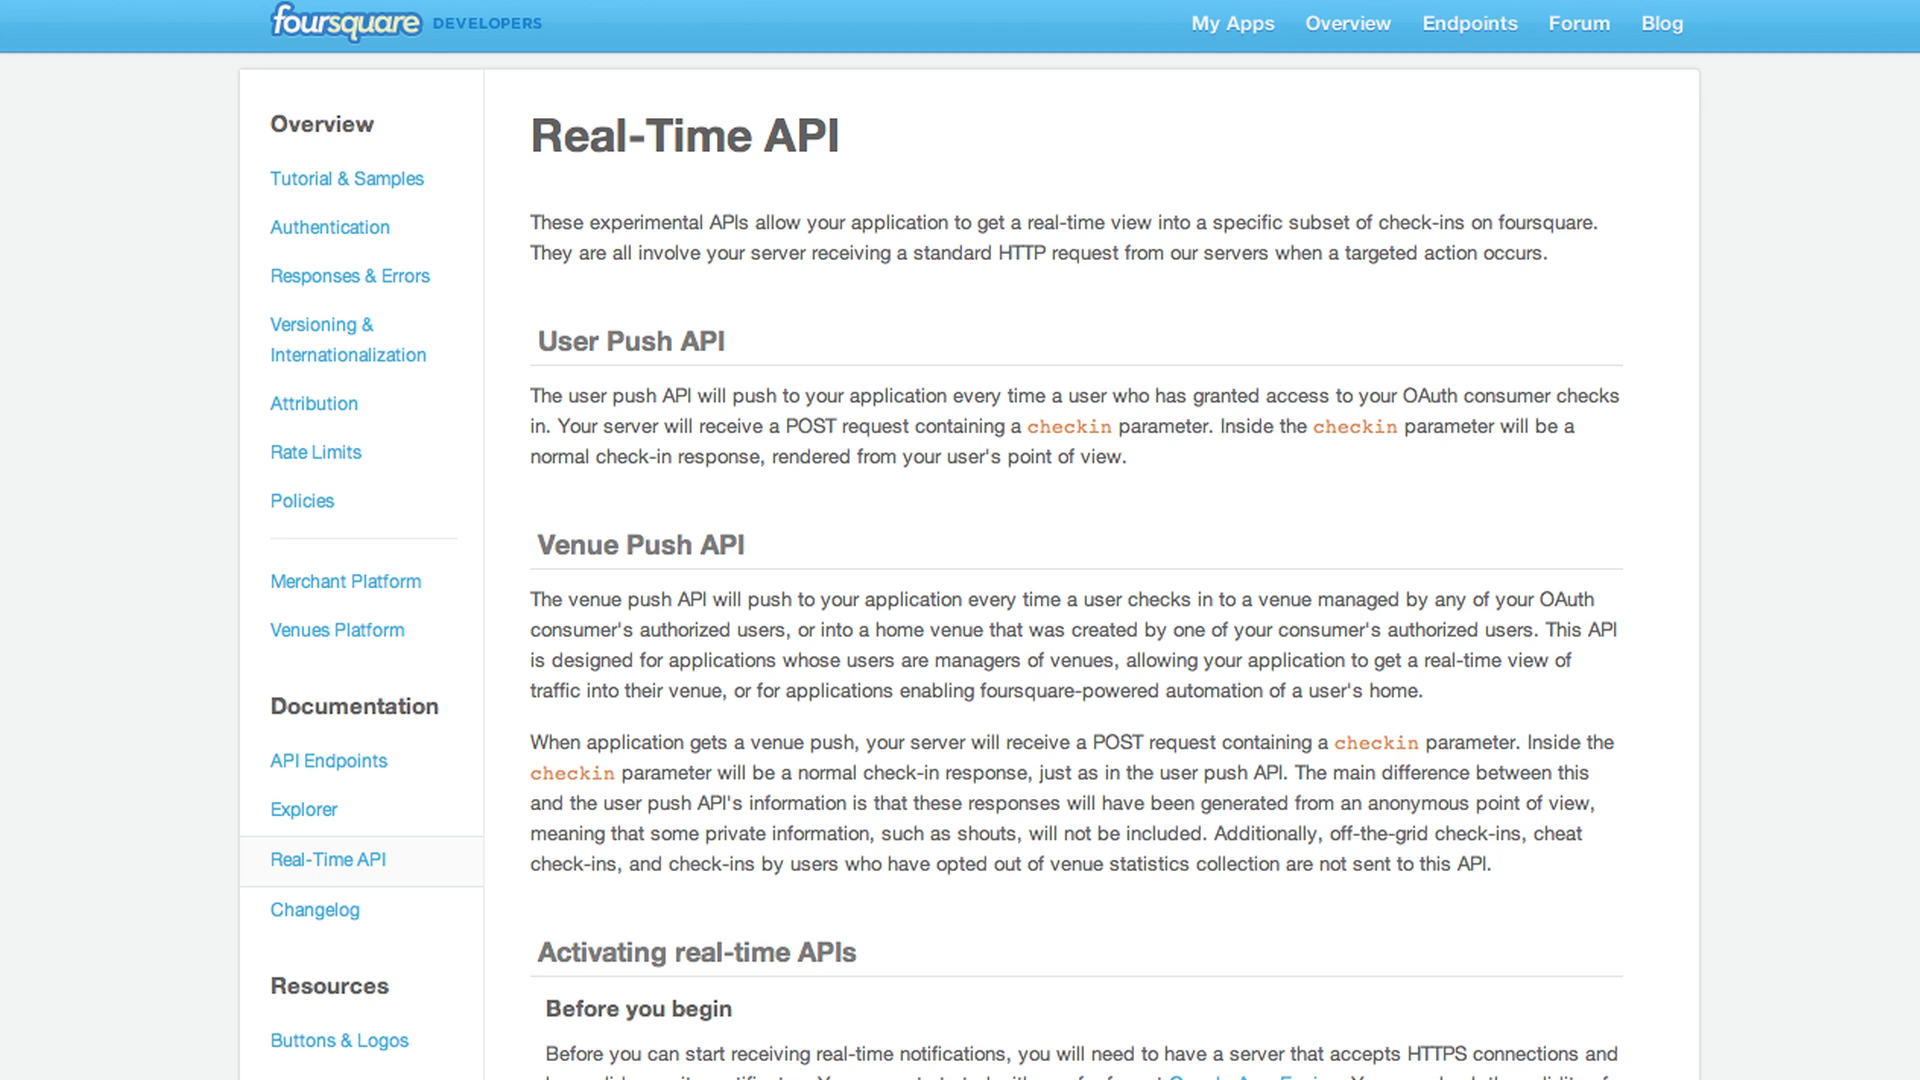 foursquare DEVELOPERS
My Apps Overview Endpoints Forum Blog
Overview
Tutorial & Samples
Authentication
Responses & Errors
Versioning &
Internationalization
Attribution
Rate Limits
Policies
Merchant Platform
Venues Platform
Documentation
API Endpoints
Explorer
Real-Time API
Changelog
Resources
Buttons & Logos
Real-Time API
These experimental APIs allow your application to get a real-time view into a specific subset of check-ins on foursquare.
They are all involve your server receiving a standard HTTP request from our servers when a targeted action occurs.
User Push API
The user push API will push to your application every time a user who has granted access to your OAuth consumer checks
in. Your server will receive a POST request containing a checkin parameter. Inside the checkin parameter will be a
normal check-in response, rendered from your user's point of view.
Venue Push API
The venue push API will push to your application every time a user checks in to a venue managed by any of your OAuth
consumer's authorized users, or into a home venue that was created by one of your consumer's authorized users. This API
is designed for applications whose users are managers of venues, allowing your application to get a real-time view of
traffic into their venue, or for applications enabling foursquare-powered automation of a user's home.
When application gets a venue push, your server will receive a POST request containing a checkin parameter. Inside the
checkin parameter will be a normal check-in response, just as in the user push API. The main difference between this
and the user push API's information is that these responses will have been generated from an anonymous point of view,
meaning that some private information, such as shouts, will not be included. Additionally, off-the-grid check-ins, cheat
check-ins, and check-ins by users who have opted out of venue statistics collection are not sent to this API.
Activating real-time APIs
Before you begin
Before you can start receiving real-time notifications, you will need to have a server that accepts HTTPS connections and